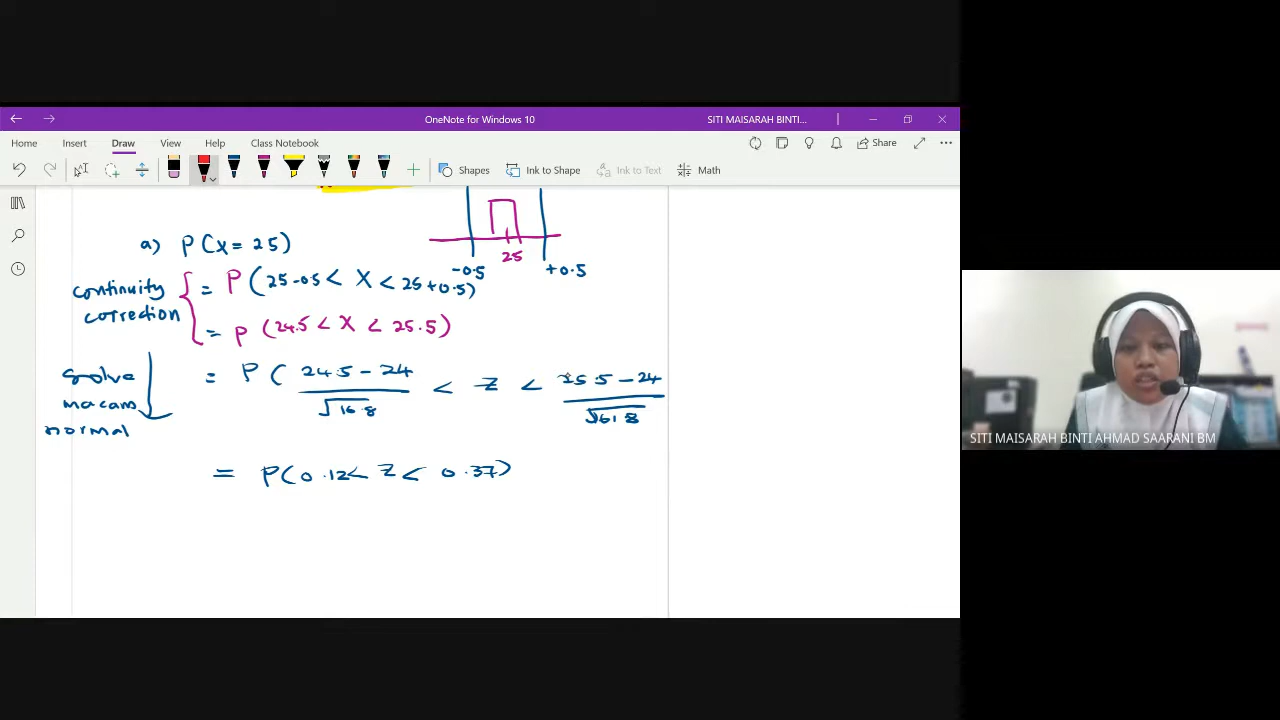 OneNote for Windows 10
SITI MAISARAH BINTI...
Home Insert Draw View Help Class Notebook
Share
Shapes Ink to Shape Ink to Text Math
a) P(X = 25)
25
-0.5 +0.5
continuity correction
= P(25-0.5 < X < 25+0.5)
= P(24.5 < X < 25.5)
solve macam normal
= P( 24.5 - 24 / √16.8 < Z < 25.5 - 24 / √16.8
= P(0.12 < Z < 0.37)
SITI MAISARAH BINTI AHMAD SAARANI BM